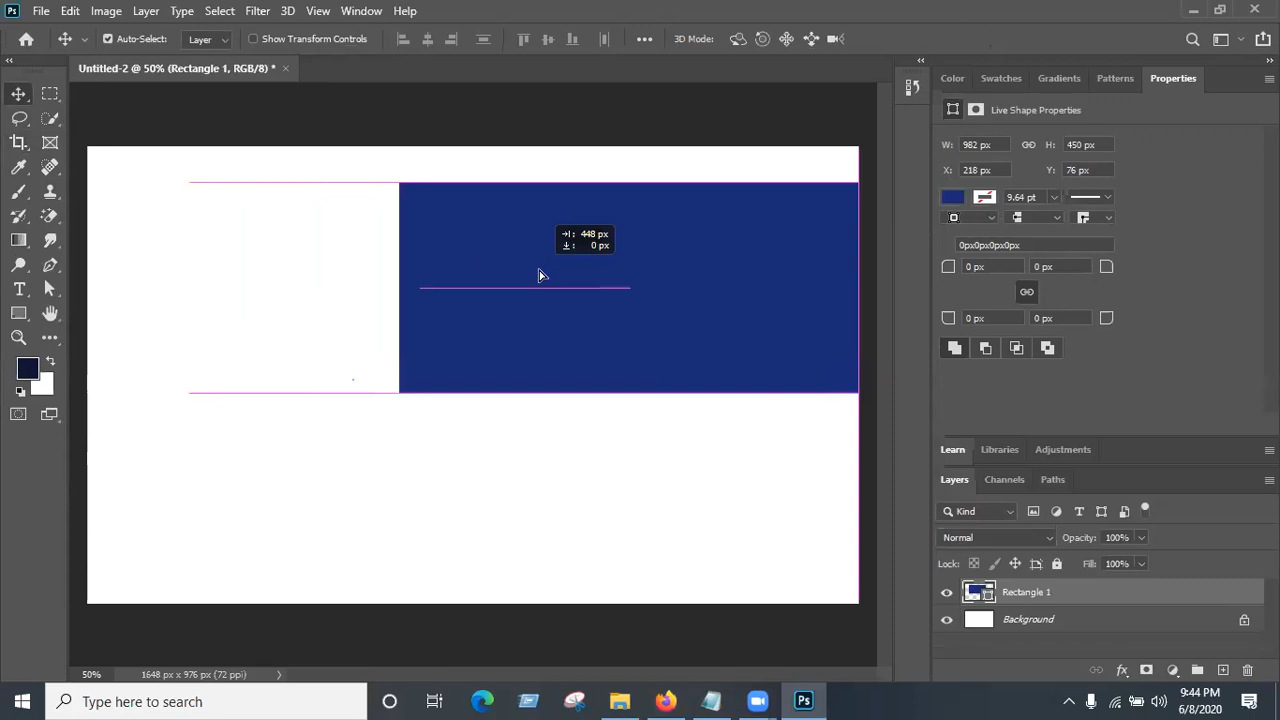 Ps File Edit Image Layer Type Select Filter 3D View Window Help
Auto-Select: Layer Show Transform Controls 3D Mode:
Untitled-2 @ 50% (Rectangle 1, RGB/8) *
Color Swatches Gradients Patterns Properties
Live Shape Properties
W: 982 px H: 450 px
X: 218 px Y: 76 px
9.64 pt
448 px
0 px
0px0px0px0px
0 px 0 px
0 px 0 px
Learn Libraries Adjustments
Layers Channels Paths
Kind
Normal Opacity: 100%
Lock: Fill: 100%
Rectangle 1
Background
50% 1648 px x 976 px (72 ppi)
Type here to search
Ps
9:44 PM
6/8/2020